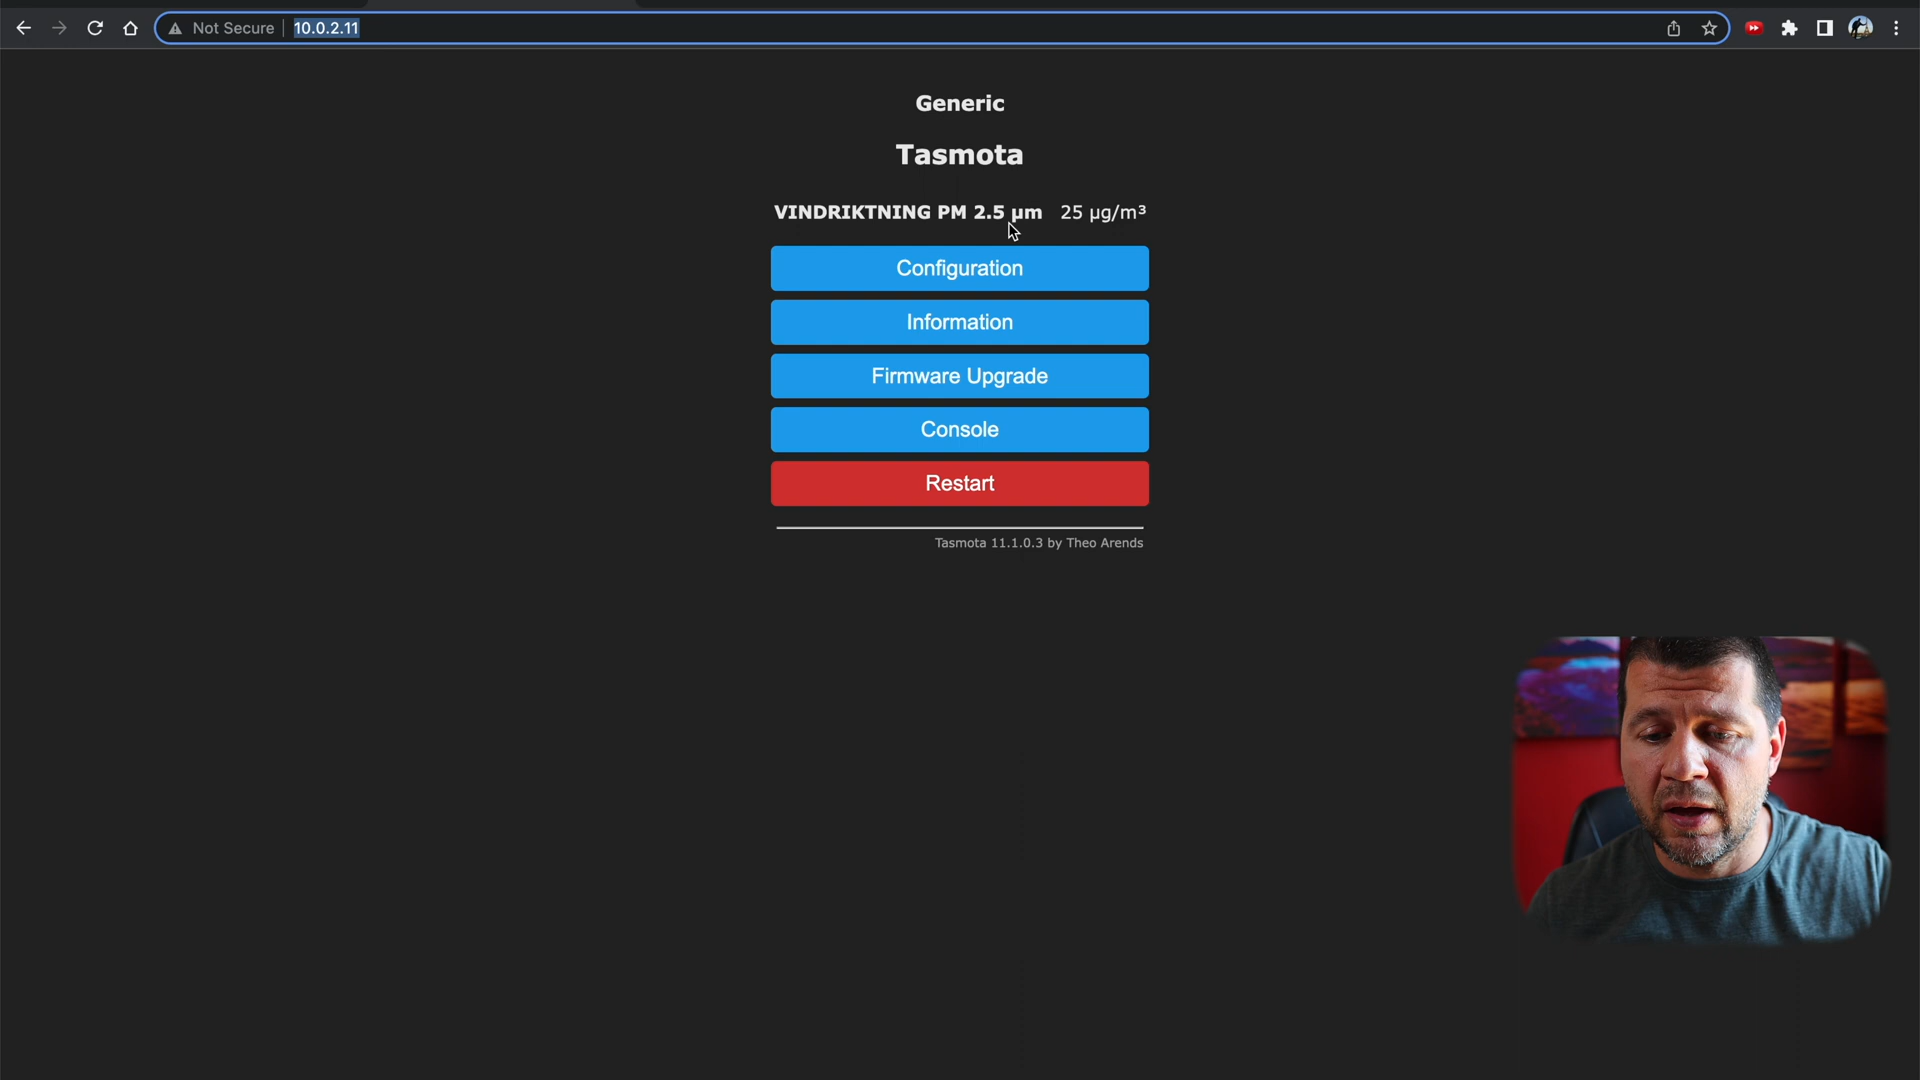 Not Secure 10.0.2.11
Generic
Tasmota
VINDRIKTNING PM 2.5 µm 25 µg/m³
Configuration
Information
Firmware Upgrade
Console
Restart
Tasmota 11.1.0.3 by Theo Arends